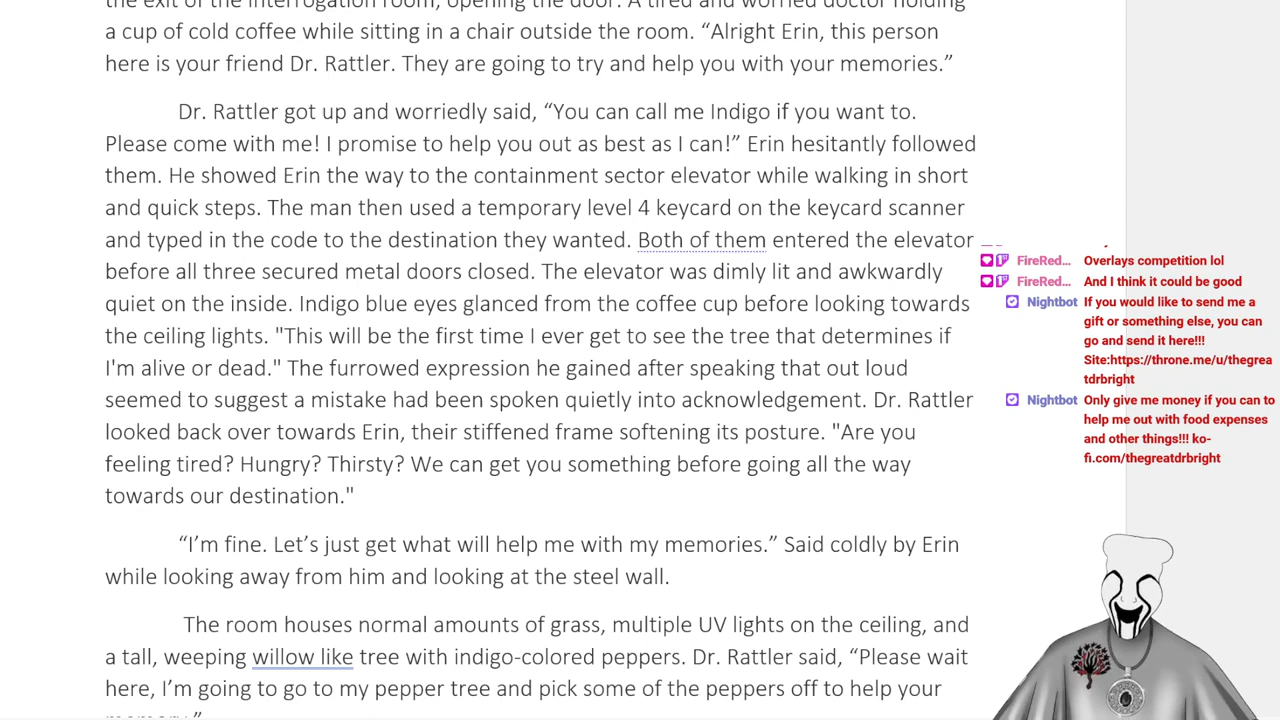 the exit of the interrogation room, opening the door. A tired and worried doctor holding
a cup of cold coffee while sitting in a chair outside the room. “Alright Erin, this person
here is your friend Dr. Rattler. They are going to try and help you with your memories.”
Dr. Rattler got up and worriedly said, “You can call me Indigo if you want to.
Please come with me! I promise to help you out as best as I can!” Erin hesitantly followed
them. He showed Erin the way to the containment sector elevator while walking in short
and quick steps. The man then used a temporary level 4 keycard on the keycard scanner
and typed in the code to the destination they wanted. Both of them entered the elevator
before all three secured metal doors closed. The elevator was dimly lit and awkwardly
quiet on the inside. Indigo blue eyes glanced from the coffee cup before looking towards
the ceiling lights. "This will be the first time I ever get to see the tree that determines if
I'm alive or dead." The furrowed expression he gained after speaking that out loud
seemed to suggest a mistake had been spoken quietly into acknowledgement. Dr. Rattler
looked back over towards Erin, their stiffened frame softening its posture. "Are you
feeling tired? Hungry? Thirsty? We can get you something before going all the way
towards our destination."
“I’m fine. Let’s just get what will help me with my memories.” Said coldly by Erin
while looking away from him and looking at the steel wall.
The room houses normal amounts of grass, multiple UV lights on the ceiling, and
a tall, weeping willow like tree with indigo-colored peppers. Dr. Rattler said, “Please wait
here, I’m going to go to my pepper tree and pick some of the peppers off to help your
FireRed... Overlays competition lol
FireRed... And I think it could be good
Nightbot If you would like to send me a
gift or something else, you can
go and send it here!!!
Site:https://throne.me/u/thegrea
tdrbright
Nightbot Only give me money if you can to
help me out with food expenses
and other things!!! ko-
fi.com/thegreatdrbright